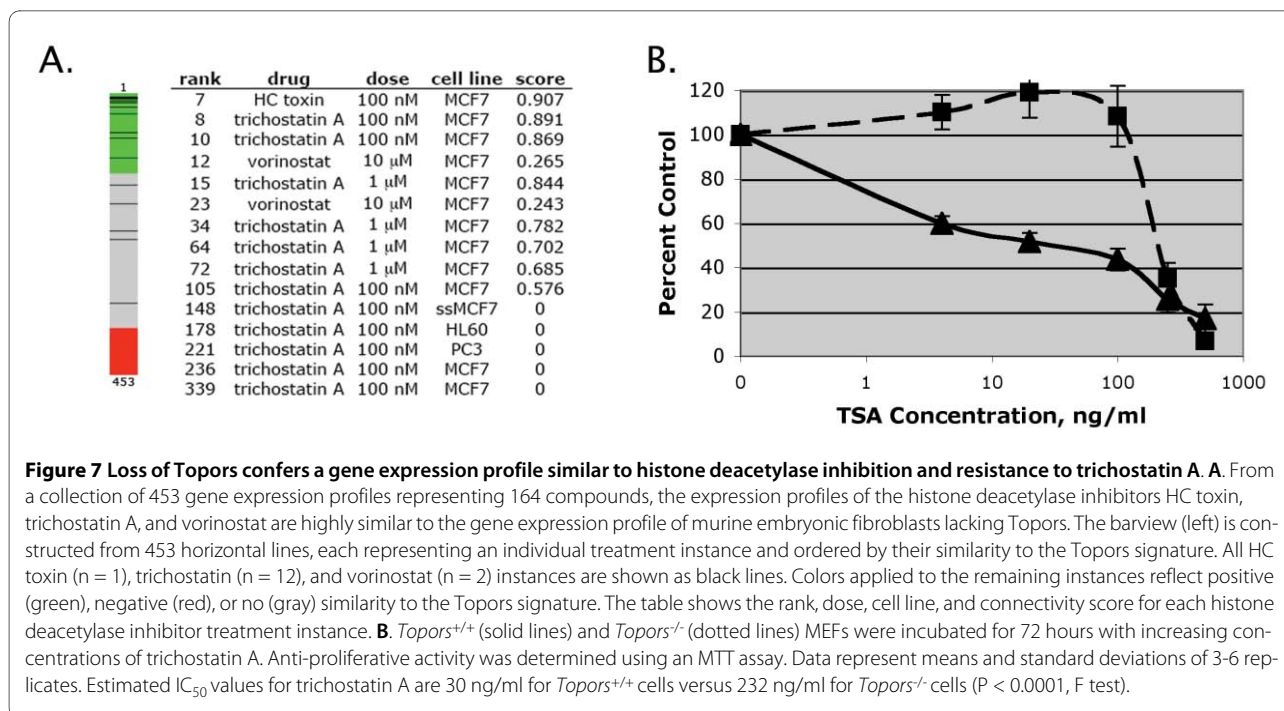 A.
1
453
rank drug dose cell line score
7 HC toxin 100 nM MCF7 0.907
8 trichostatin A 100 nM MCF7 0.891
10 trichostatin A 100 nM MCF7 0.869
12 vorinostat 10 μM MCF7 0.265
15 trichostatin A 1 μM MCF7 0.844
23 vorinostat 10 μM MCF7 0.243
34 trichostatin A 1 μM MCF7 0.782
64 trichostatin A 1 μM MCF7 0.702
72 trichostatin A 1 μM MCF7 0.685
105 trichostatin A 100 nM MCF7 0.576
148 trichostatin A 100 nM ssMCF7 0
178 trichostatin A 100 nM HL60 0
221 trichostatin A 100 nM PC3 0
236 trichostatin A 100 nM MCF7 0
339 trichostatin A 100 nM MCF7 0
B.
Percent Control
120
100
80
60
40
20
0
0 1 10 100 1000
TSA Concentration, ng/ml
Figure 7 Loss of Topors confers a gene expression profile similar to histone deacetylase inhibition and resistance to trichostatin A. A. From
a collection of 453 gene expression profiles representing 164 compounds, the expression profiles of the histone deacetylase inhibitors HC toxin,
trichostatin A, and vorinostat are highly similar to the gene expression profile of murine embryonic fibroblasts lacking Topors. The barview (left) is con-
structed from 453 horizontal lines, each representing an individual treatment instance and ordered by their similarity to the Topors signature. All HC
toxin (n = 1), trichostatin (n = 12), and vorinostat (n = 2) instances are shown as black lines. Colors applied to the remaining instances reflect positive
(green), negative (red), or no (gray) similarity to the Topors signature. The table shows the rank, dose, cell line, and connectivity score for each histone
deacetylase inhibitor treatment instance. B. Topors+/+ (solid lines) and Topors-/- (dotted lines) MEFs were incubated for 72 hours with increasing con-
centrations of trichostatin A. Anti-proliferative activity was determined using an MTT assay. Data represent means and standard deviations of 3-6 rep-
licates. Estimated IC50 values for trichostatin A are 30 ng/ml for Topors+/+ cells versus 232 ng/ml for Topors-/- cells (P < 0.0001, F test).